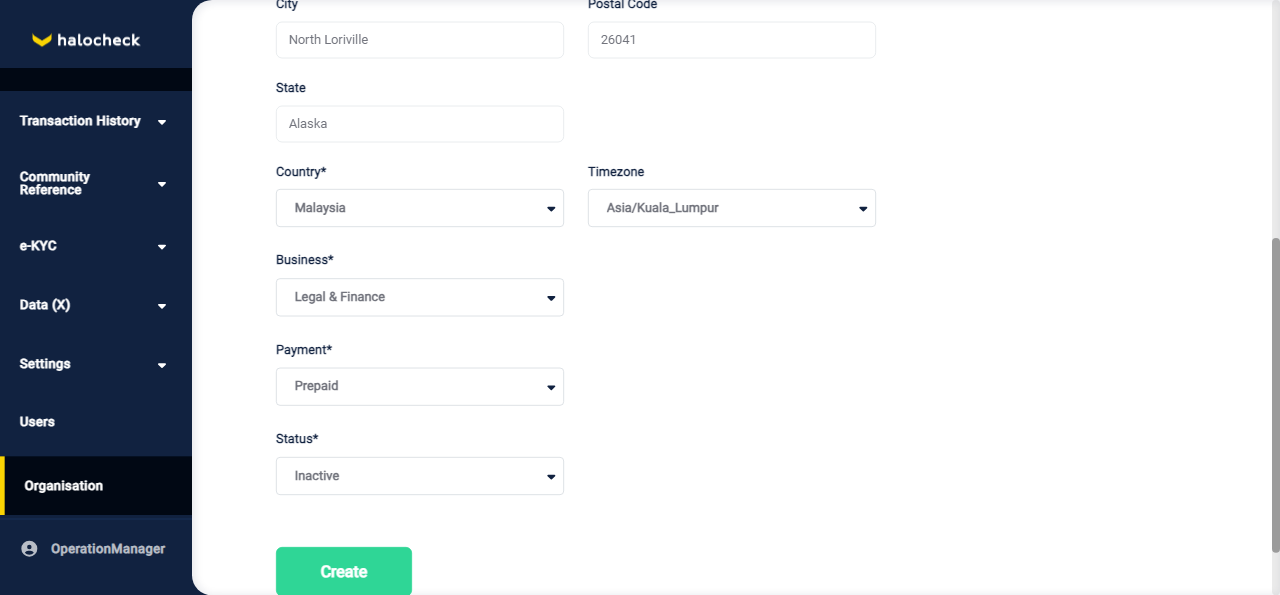 halocheck
Transaction History
Community
Reference
e-KYC
Data (X)
Settings
Users
Organisation
OperationManager
City
Postal Code
North Loriville
26041
State
Alaska
Country*
Timezone
Malaysia
Asia/Kuala_Lumpur
Business*
Legal & Finance
Payment*
Prepaid
Status*
Inactive
Create